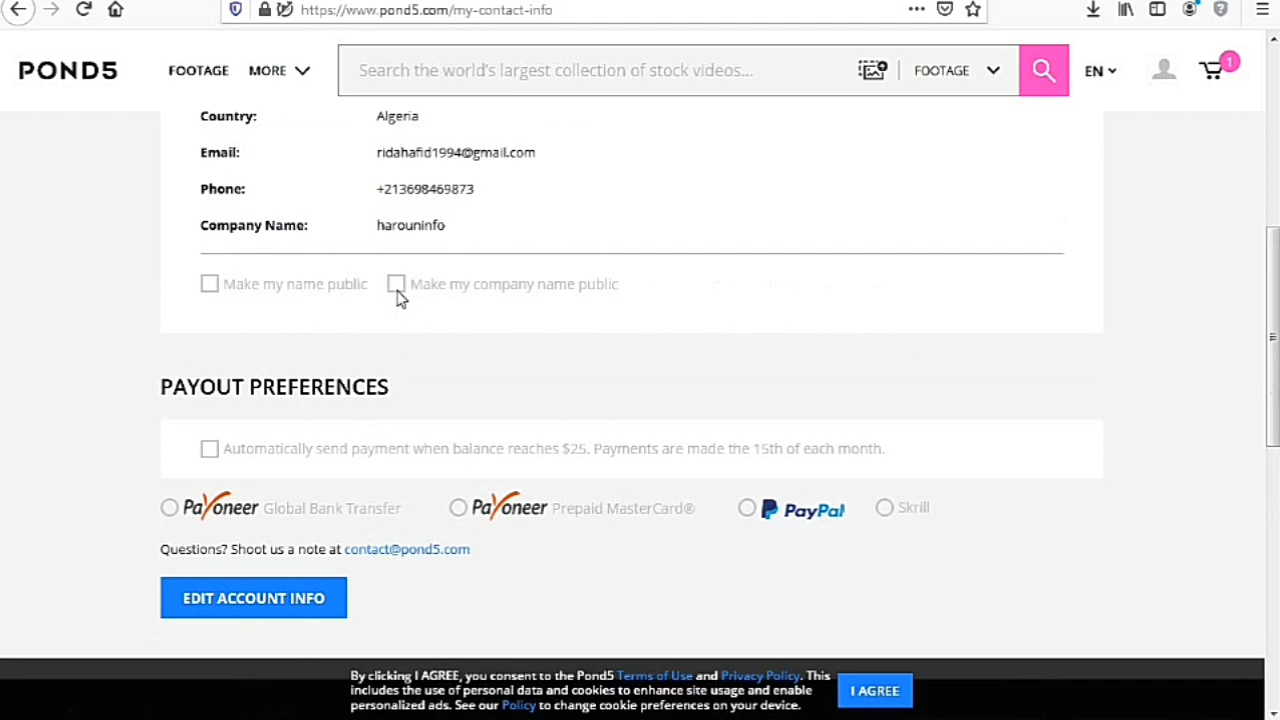 https://www.pond5.com/my-contact-info
POND5 FOOTAGE MORE Search the world's largest collection of stock videos... FOOTAGE EN 1
Country: Algeria
Email: ridahafid1994@gmail.com
Phone: +213698469873
Company Name: harouninfo
Make my name public Make my company name public
PAYOUT PREFERENCES
Automatically send payment when balance reaches $25. Payments are made the 15th of each month.
Payoneer Global Bank Transfer Payoneer Prepaid MasterCard® PayPal Skrill
Questions? Shoot us a note at contact@pond5.com
EDIT ACCOUNT INFO
By clicking I AGREE, you consent to the Pond5 Terms of Use and Privacy Policy. This
includes the use of personal data and cookies to enhance site usage and enable
personalized ads. See our Policy to change cookie preferences on your device.
I AGREE